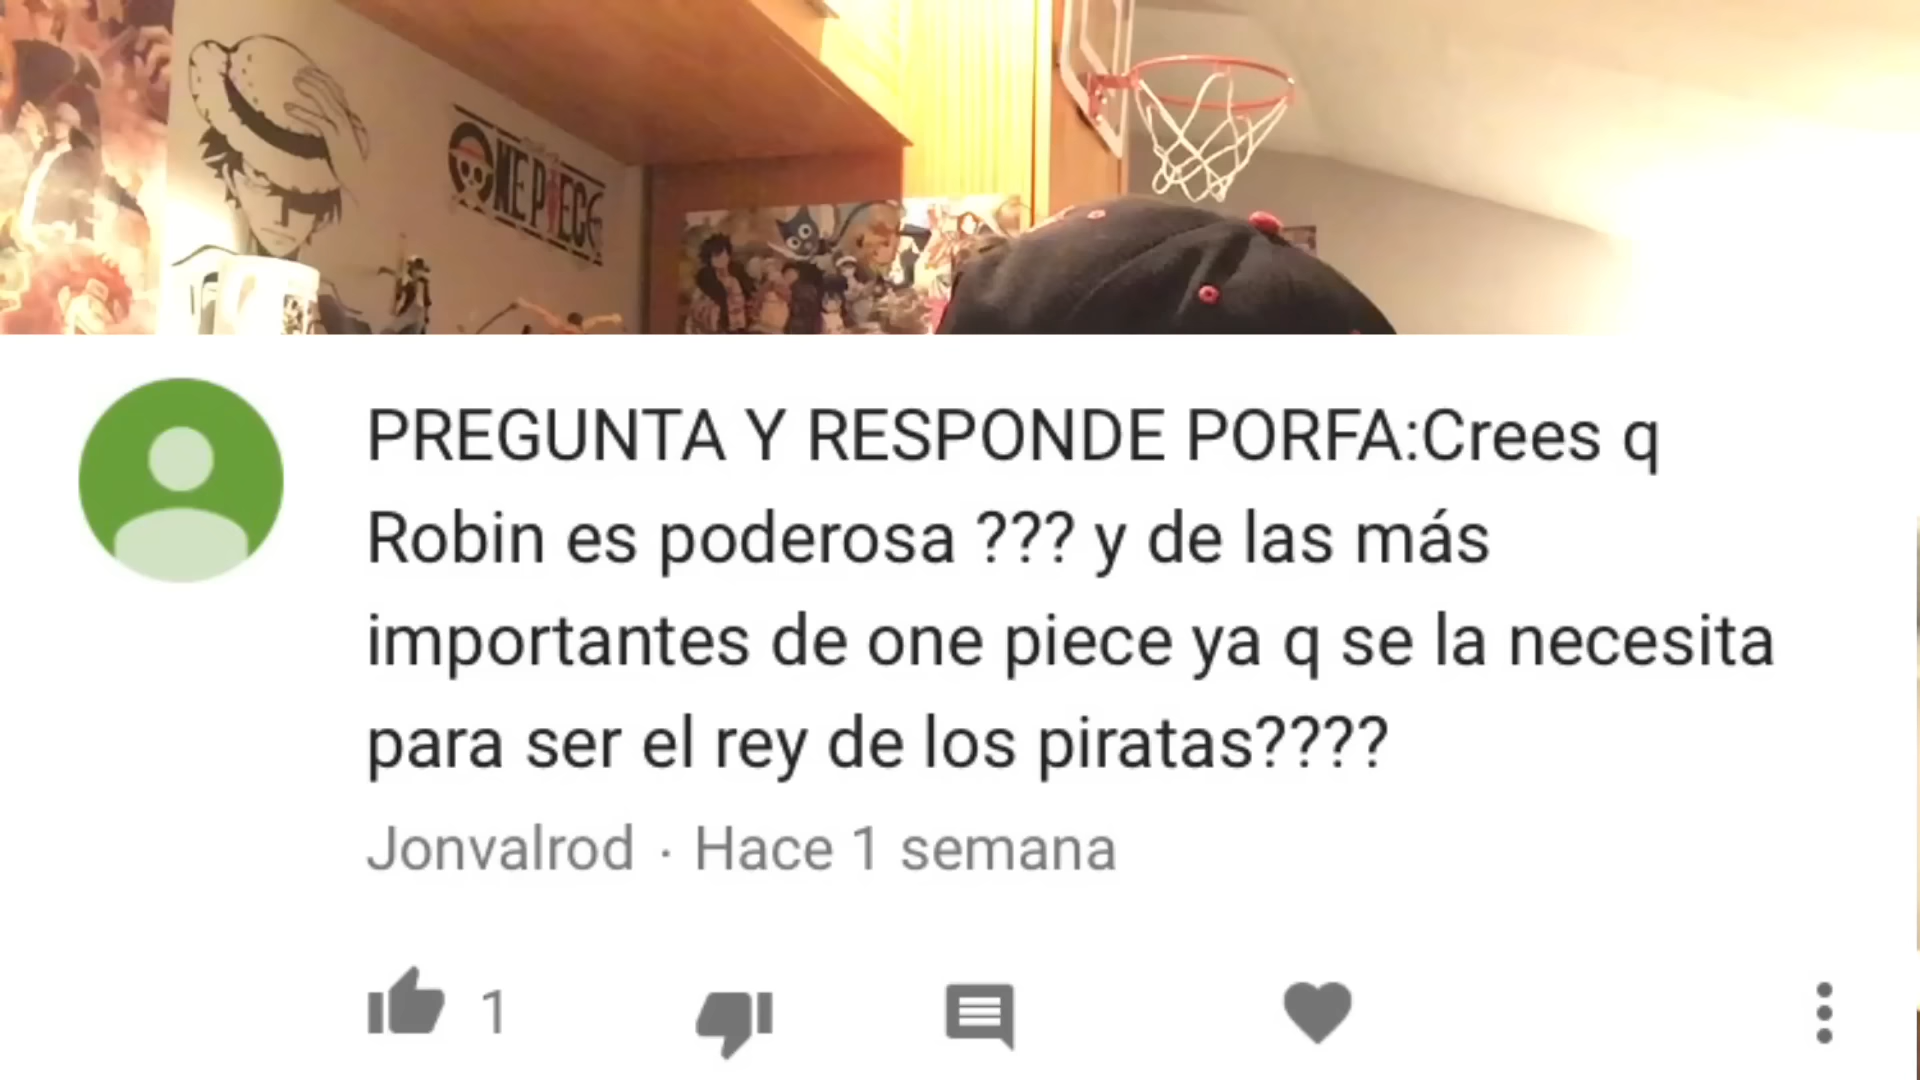 ONE PIECE
PREGUNTA Y RESPONDE PORFA:Crees q
Robin es poderosa ??? y de las más
importantes de one piece ya q se la necesita
para ser el rey de los piratas????
Jonvalrod · Hace 1 semana
1